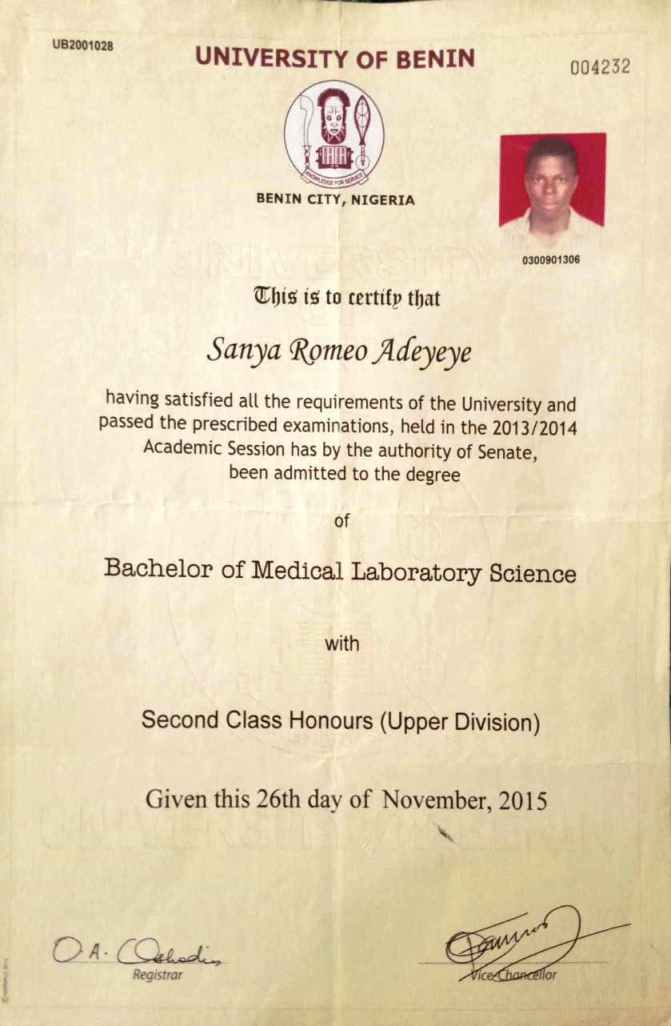 UB2001028
UNIVERSITY OF BENIN
004232
KNOWLEDGE FOR SERVICE
BENIN CITY, NIGERIA
0300901306
This is to certify that
Sanya Romeo Adeyeye
having satisfied all the requirements of the University and
passed the prescribed examinations, held in the 2013/2014
Academic Session has by the authority of Senate,
been admitted to the degree
of
Bachelor of Medical Laboratory Science
with
Second Class Honours (Upper Division)
Given this 26th day of November, 2015
O. A.
Registrar
Vice-Chancellor